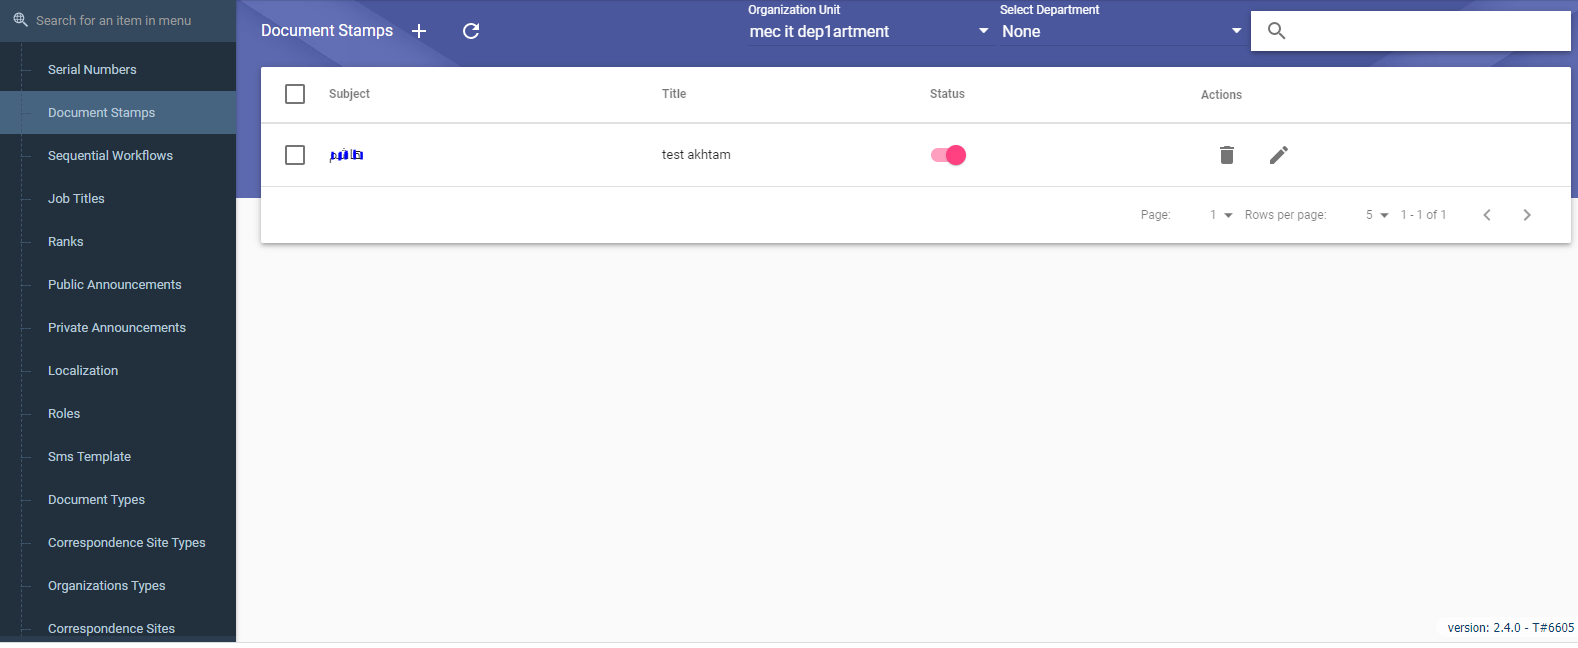 Search for an item in menu
Serial Numbers
Document Stamps
Sequential Workflows
Job Titles
Ranks
Public Announcements
Private Announcements
Localization
Roles
Sms Template
Document Types
Correspondence Site Types
Organizations Types
Correspondence Sites
Document Stamps
Organization Unit
mec it dep1artment
Select Department
None
Subject Title Status Actions
test akhtam
Page: 1 Rows per page: 5 1 - 1 of 1
version: 2.4.0 - T#6605